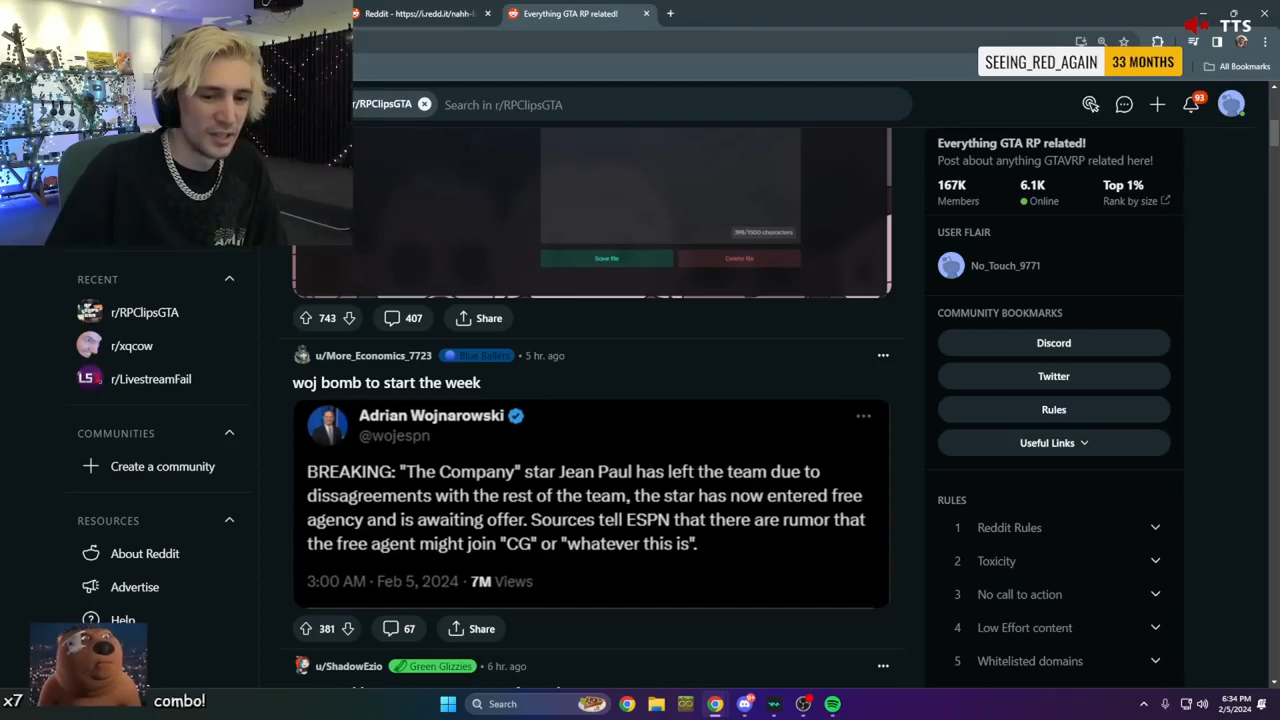 Reddit - https://i.redd.it/nahh-
Everything GTA RP related!
TTS
SEEING_RED_AGAIN 33 MONTHS
All Bookmarks
r/RPClipsGTA Search in r/RPClipsGTA
93
398/1500 characters
Save file Delete file
743 407 Share
u/More_Economics_7723 Blue Ballers • 5 hr. ago
woj bomb to start the week
Adrian Wojnarowski
@wojespn
BREAKING: "The Company" star Jean Paul has left the team due to
dissagreements with the rest of the team, the star has now entered free
agency and is awaiting offer. Sources tell ESPN that there are rumor that
the free agent might join "CG" or "whatever this is".
3:00 AM · Feb 5, 2024 · 7M Views
381 67 Share
u/ShadowEzio Green Glizzies • 6 hr. ago
RECENT
r/RPClipsGTA
r/xqcow
r/LivestreamFail
COMMUNITIES
Create a community
RESOURCES
About Reddit
Advertise
Help
Everything GTA RP related!
Post about anything GTAVRP related here!
167K 6.1K Top 1%
Members Online Rank by size
USER FLAIR
No_Touch_9771
COMMUNITY BOOKMARKS
Discord
Twitter
Rules
Useful Links
RULES
1 Reddit Rules
2 Toxicity
3 No call to action
4 Low Effort content
5 Whitelisted domains
x7 combo!
Search
6:34 PM
2/5/2024